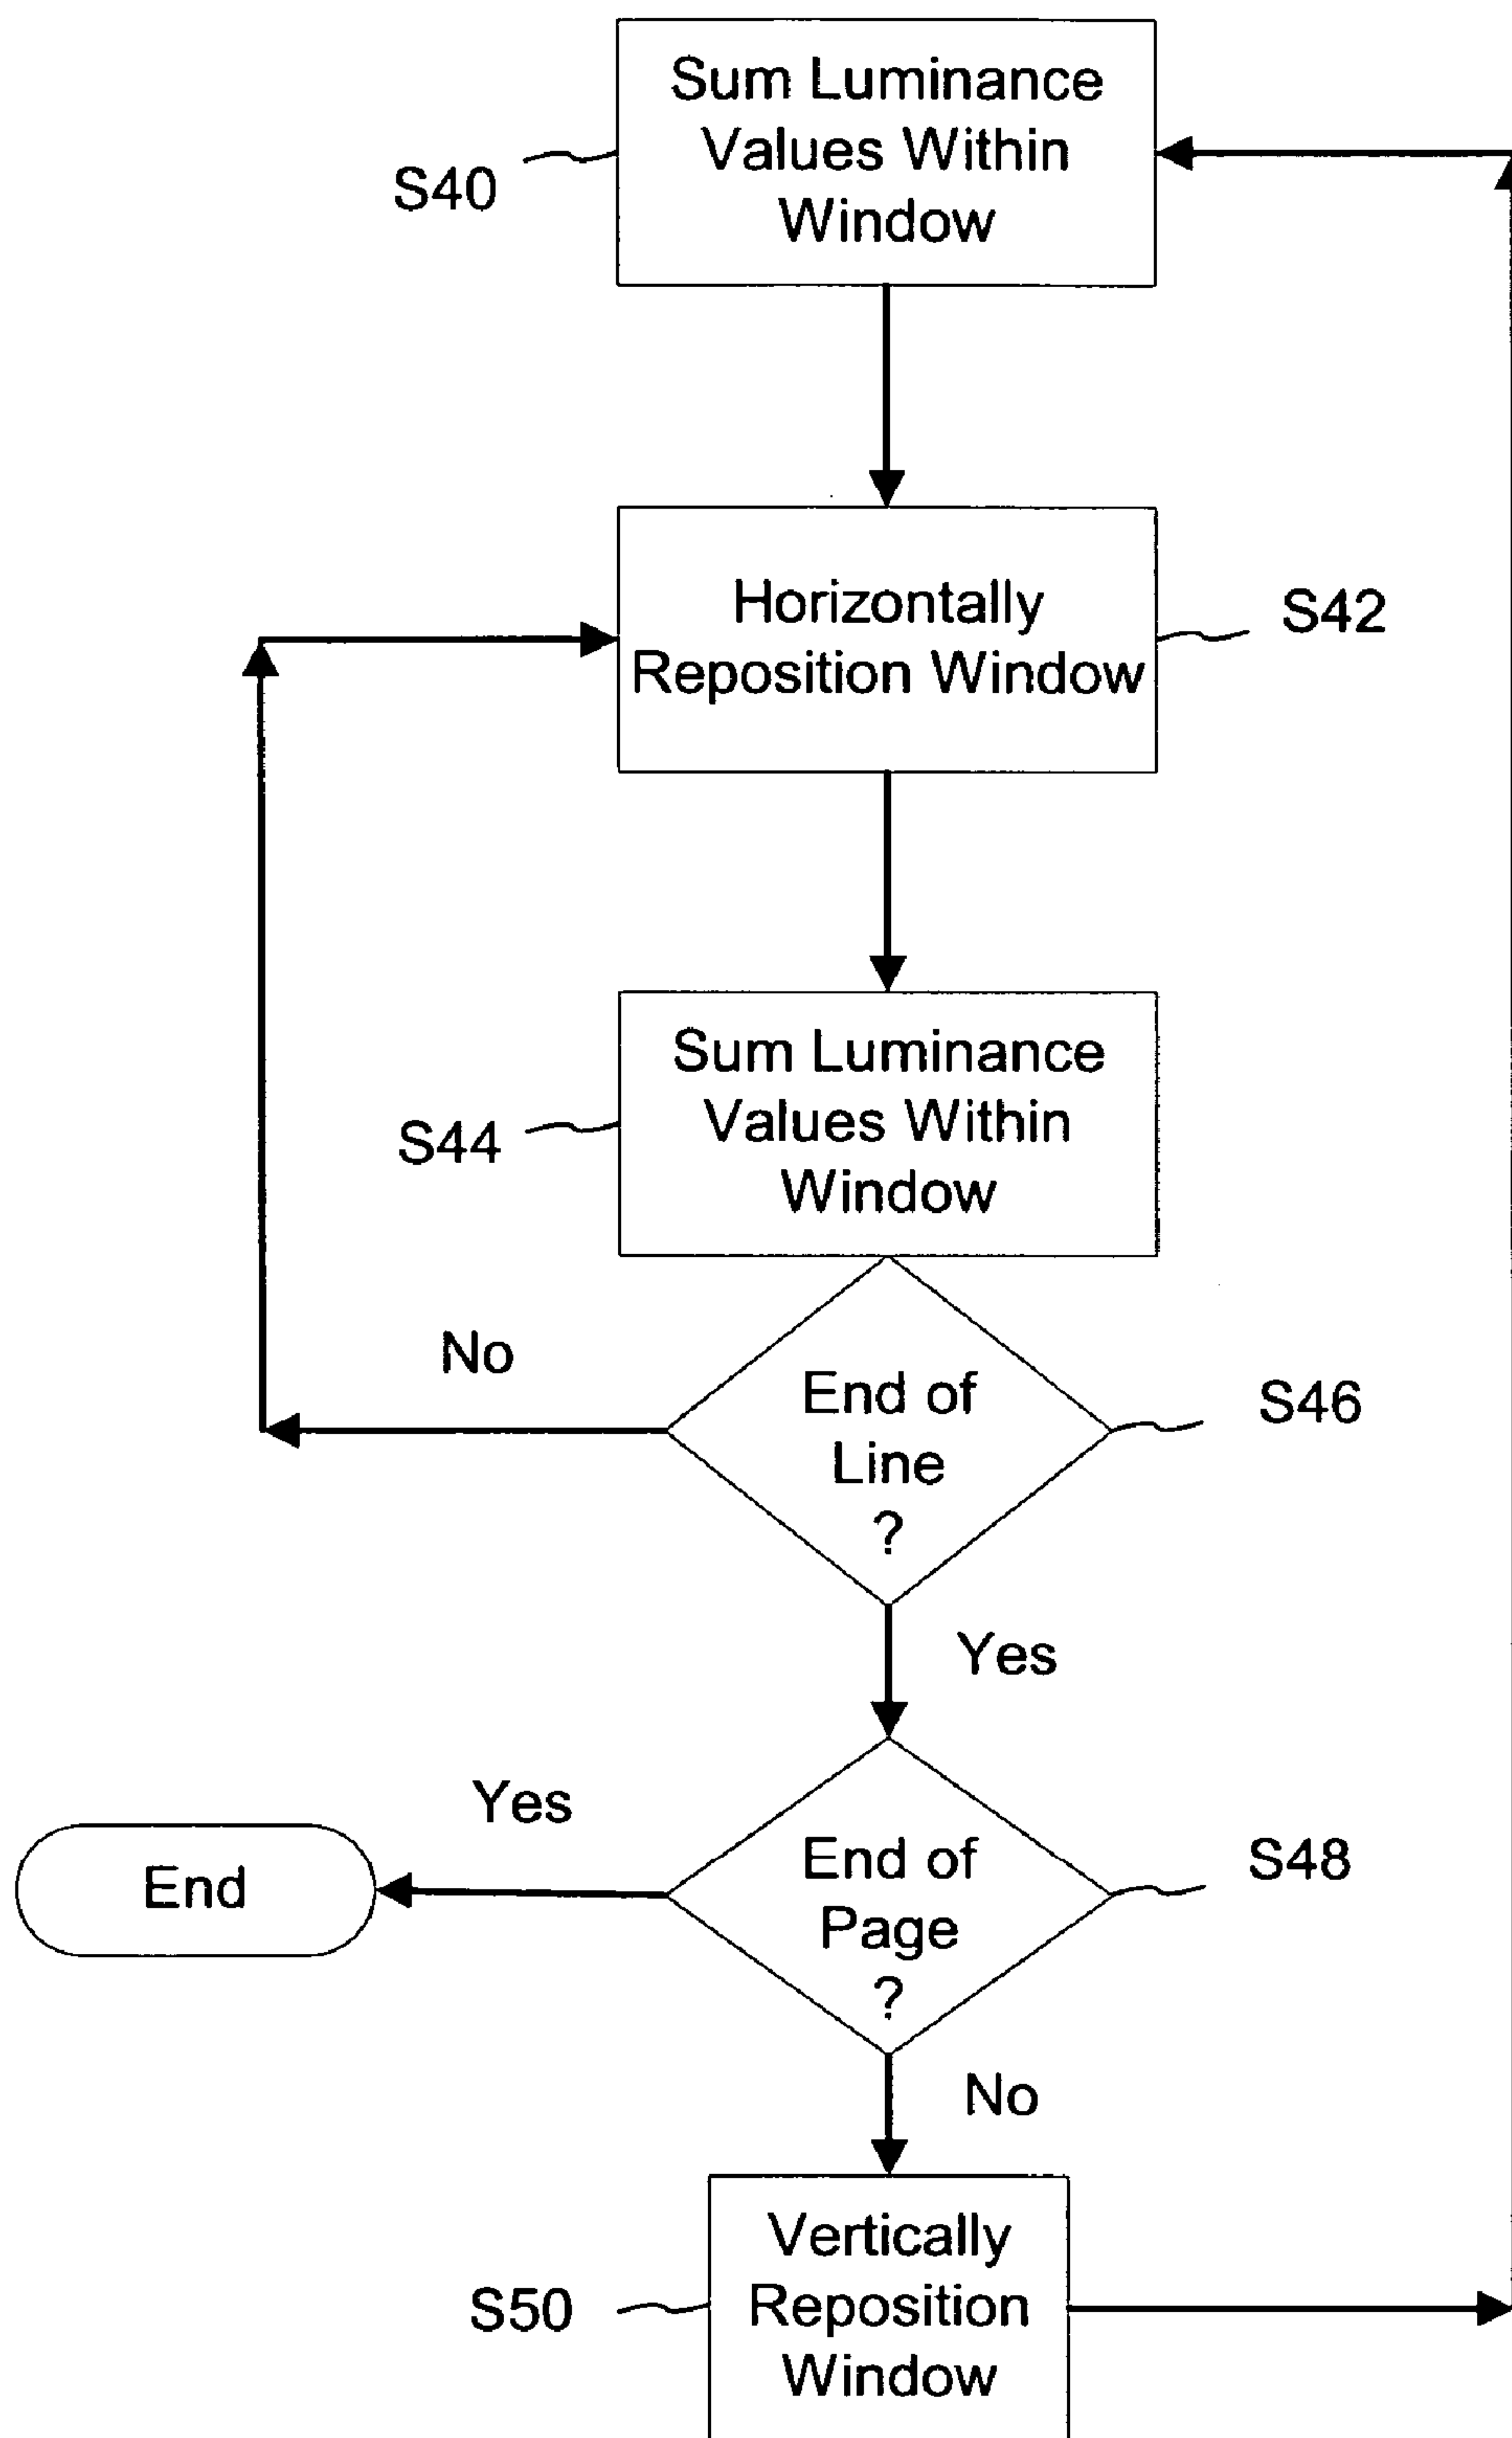 Sum Luminance
Values Within
Window
S40
Horizontally
Reposition Window
S42
Sum Luminance
Values Within
Window
S44
No
End of
Line
?
S46
Yes
Yes
End
End of
Page
?
S48
No
Vertically
Reposition
Window
S50